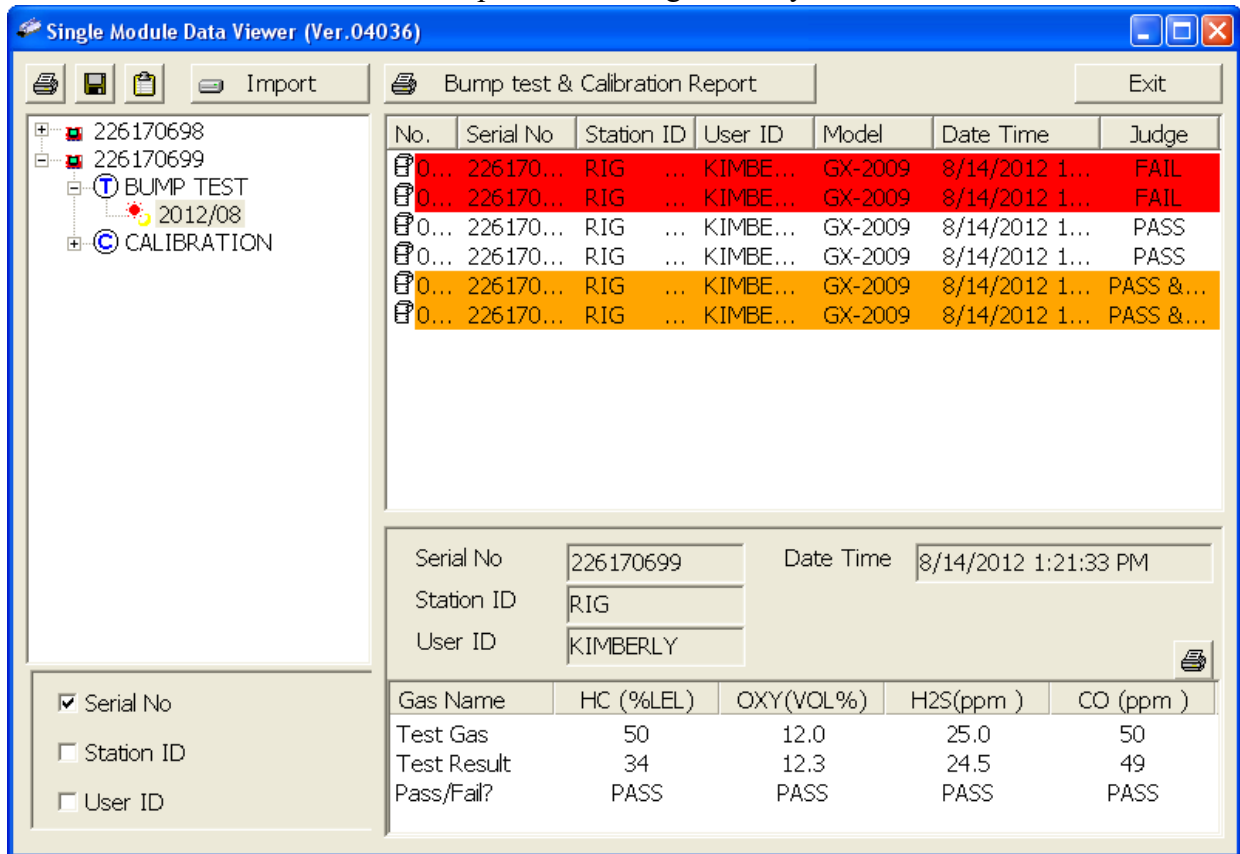 Single Module Data Viewer (Ver.04036)
Import
Bump test & Calibration Report
Exit
226170698
226170699
T BUMP TEST
2012/08
C CALIBRATION
No. Serial No Station ID User ID Model Date Time Judge
0... 226170... RIG ... KIMBE... GX-2009 8/14/2012 1... FAIL
0... 226170... RIG ... KIMBE... GX-2009 8/14/2012 1... FAIL
0... 226170... RIG ... KIMBE... GX-2009 8/14/2012 1... PASS
0... 226170... RIG ... KIMBE... GX-2009 8/14/2012 1... PASS
0... 226170... RIG ... KIMBE... GX-2009 8/14/2012 1... PASS &...
0... 226170... RIG ... KIMBE... GX-2009 8/14/2012 1... PASS &...
Serial No 226170699 Date Time 8/14/2012 1:21:33 PM
Station ID RIG
User ID KIMBERLY
Serial No
Station ID
User ID
Gas Name HC (%LEL) OXY(VOL%) H2S(ppm ) CO (ppm )
Test Gas 50 12.0 25.0 50
Test Result 34 12.3 24.5 49
Pass/Fail? PASS PASS PASS PASS